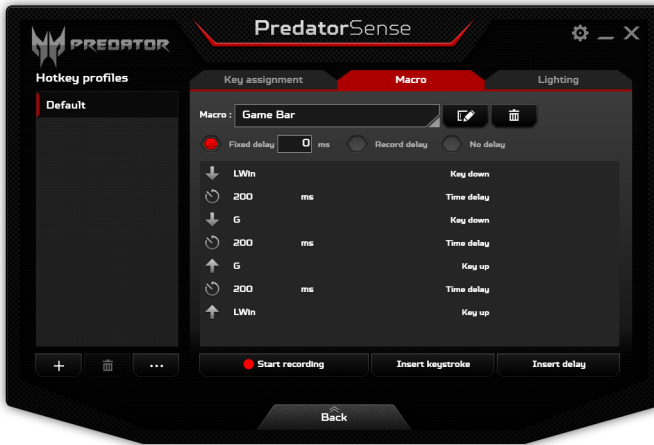 PREDATOR
PredatorSense
Hotkey profiles
Default
Key assignment
Macro
Lighting
Macro : Game Bar
Fixed delay 0 ms Record delay No delay
LWin Key down
200 ms Time delay
G Key down
200 ms Time delay
G Key up
200 ms Time delay
LWin Key up
Start recording
Insert keystroke
Insert delay
Back